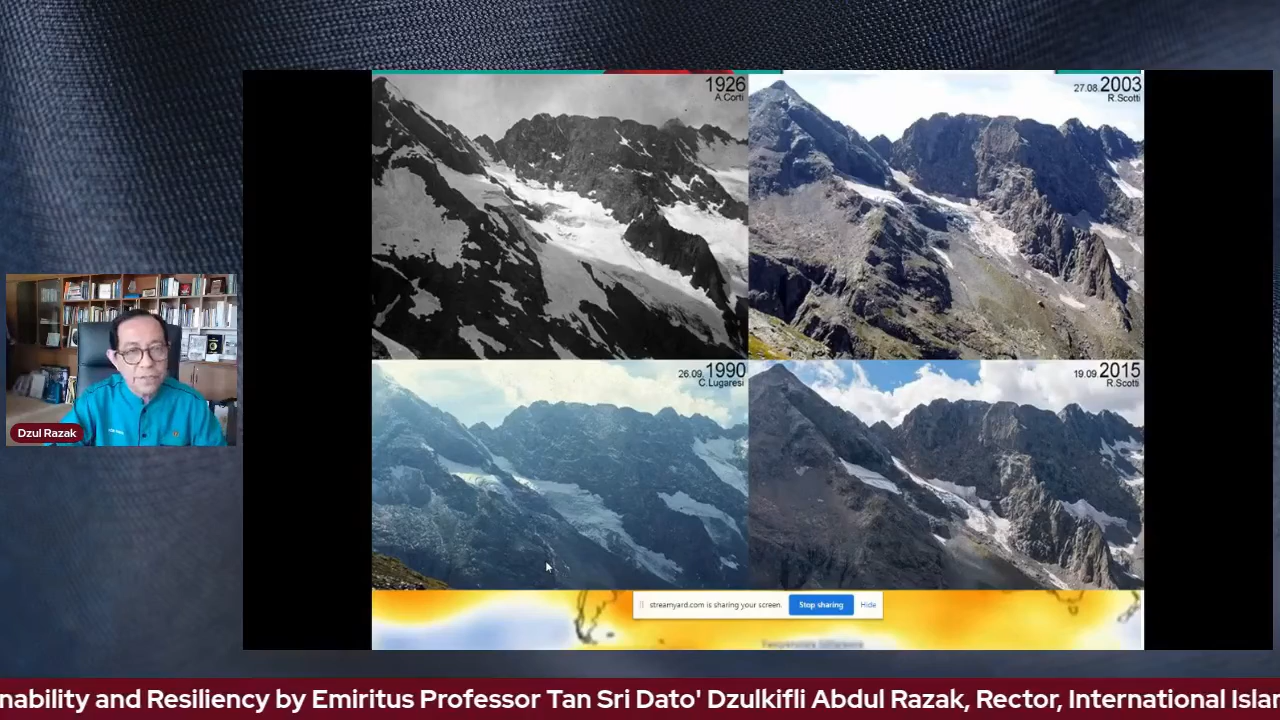 1926
A.Corti
27.08.2003
R.Scotti
26.09.1990
C.Lugaresi
19.09.2015
R.Scotti
Dzul Razak
streamyard.com is sharing your screen.
Stop sharing
Hide
Temperature Difference
nability and Resiliency by Emiritus Professor Tan Sri Dato' Dzulkifli Abdul Razak, Rector, International Islar